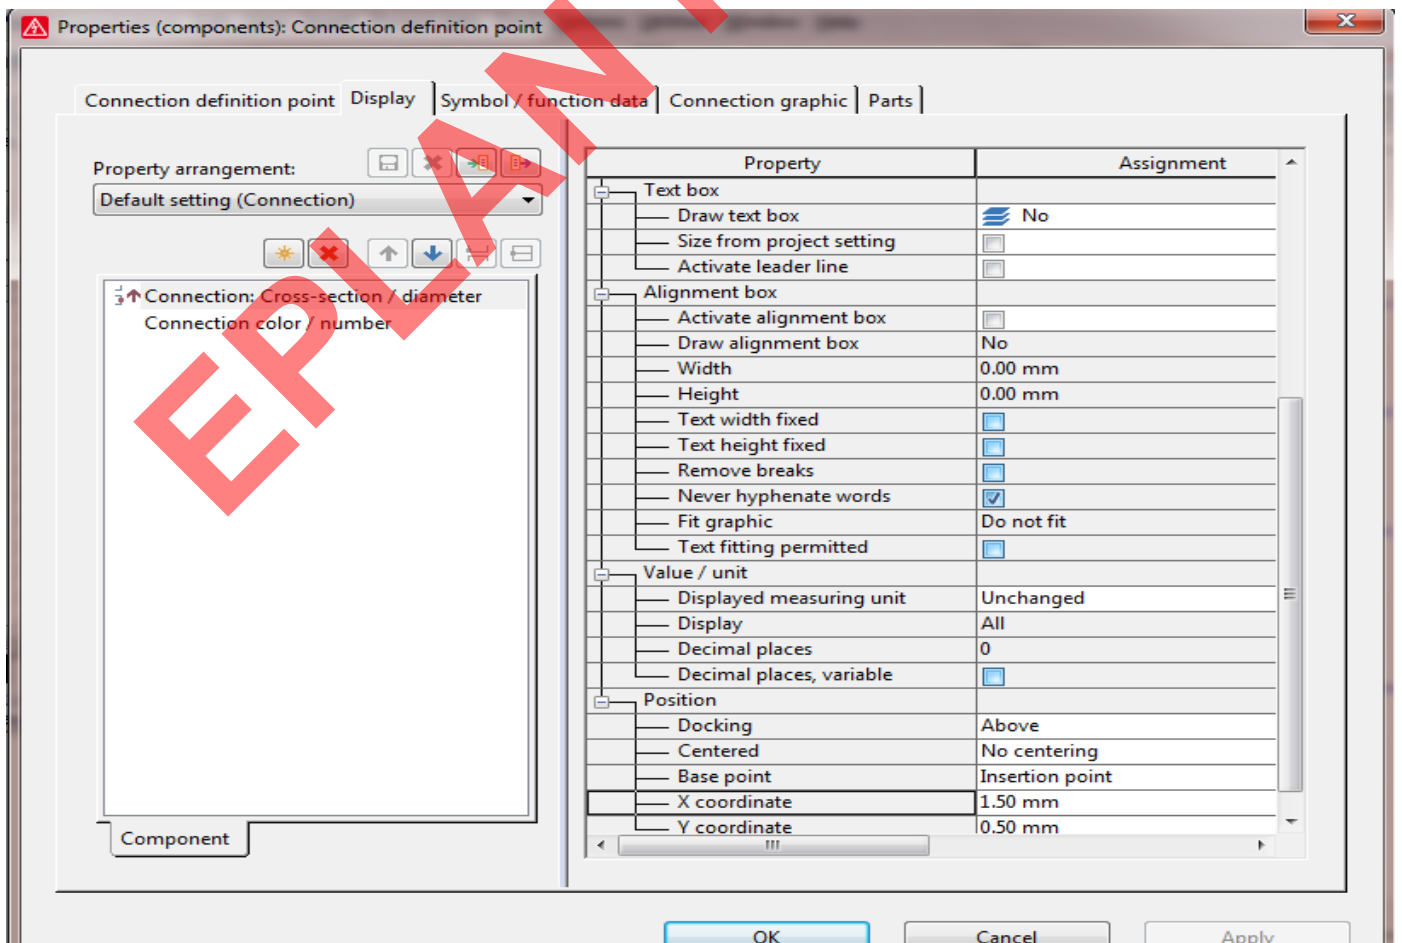 Properties (components): Connection definition point
Connection definition point Display Symbol / function data Connection graphic Parts
Property arrangement:
Default setting (Connection)
Connection: Cross-section / diameter
Connection color / number
Component
Property Assignment
Text box
Draw text box No
Size from project setting
Activate leader line
Alignment box
Activate alignment box
Draw alignment box No
Width 0.00 mm
Height 0.00 mm
Text width fixed
Text height fixed
Remove breaks
Never hyphenate words
Fit graphic Do not fit
Text fitting permitted
Value / unit
Displayed measuring unit Unchanged
Display All
Decimal places 0
Decimal places, variable
Position
Docking Above
Centered No centering
Base point Insertion point
X coordinate 1.50 mm
Y coordinate 0.50 mm
OK Cancel Apply
EPLAN